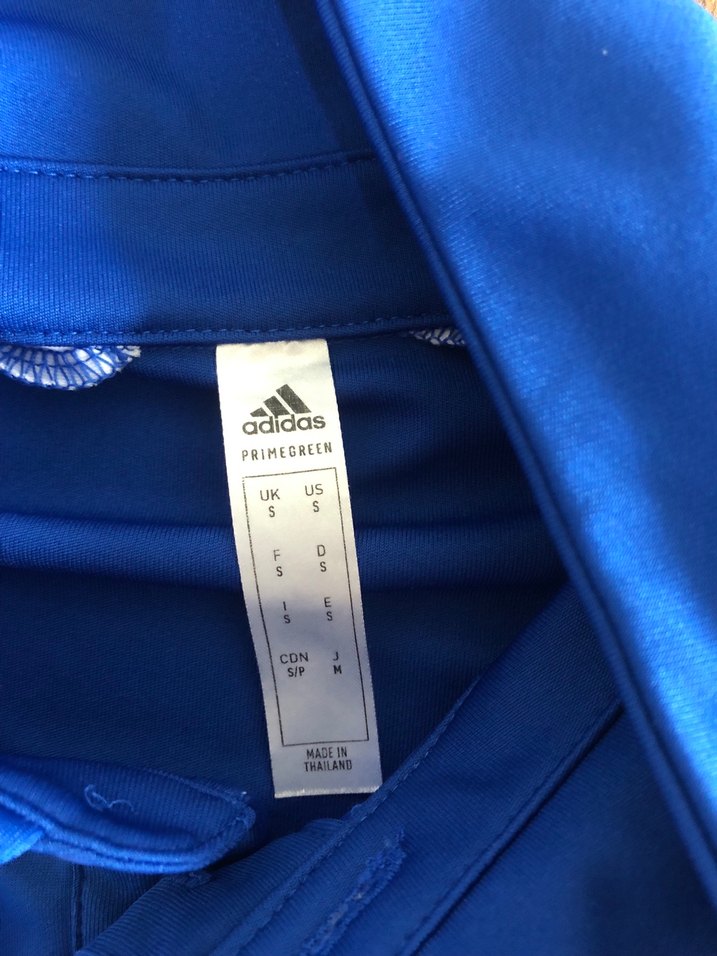 adidas
PRIMEGREEN
UK US
S S
F D
S S
I E
S S
CDN J
S/P M
MADE IN
THAILAND